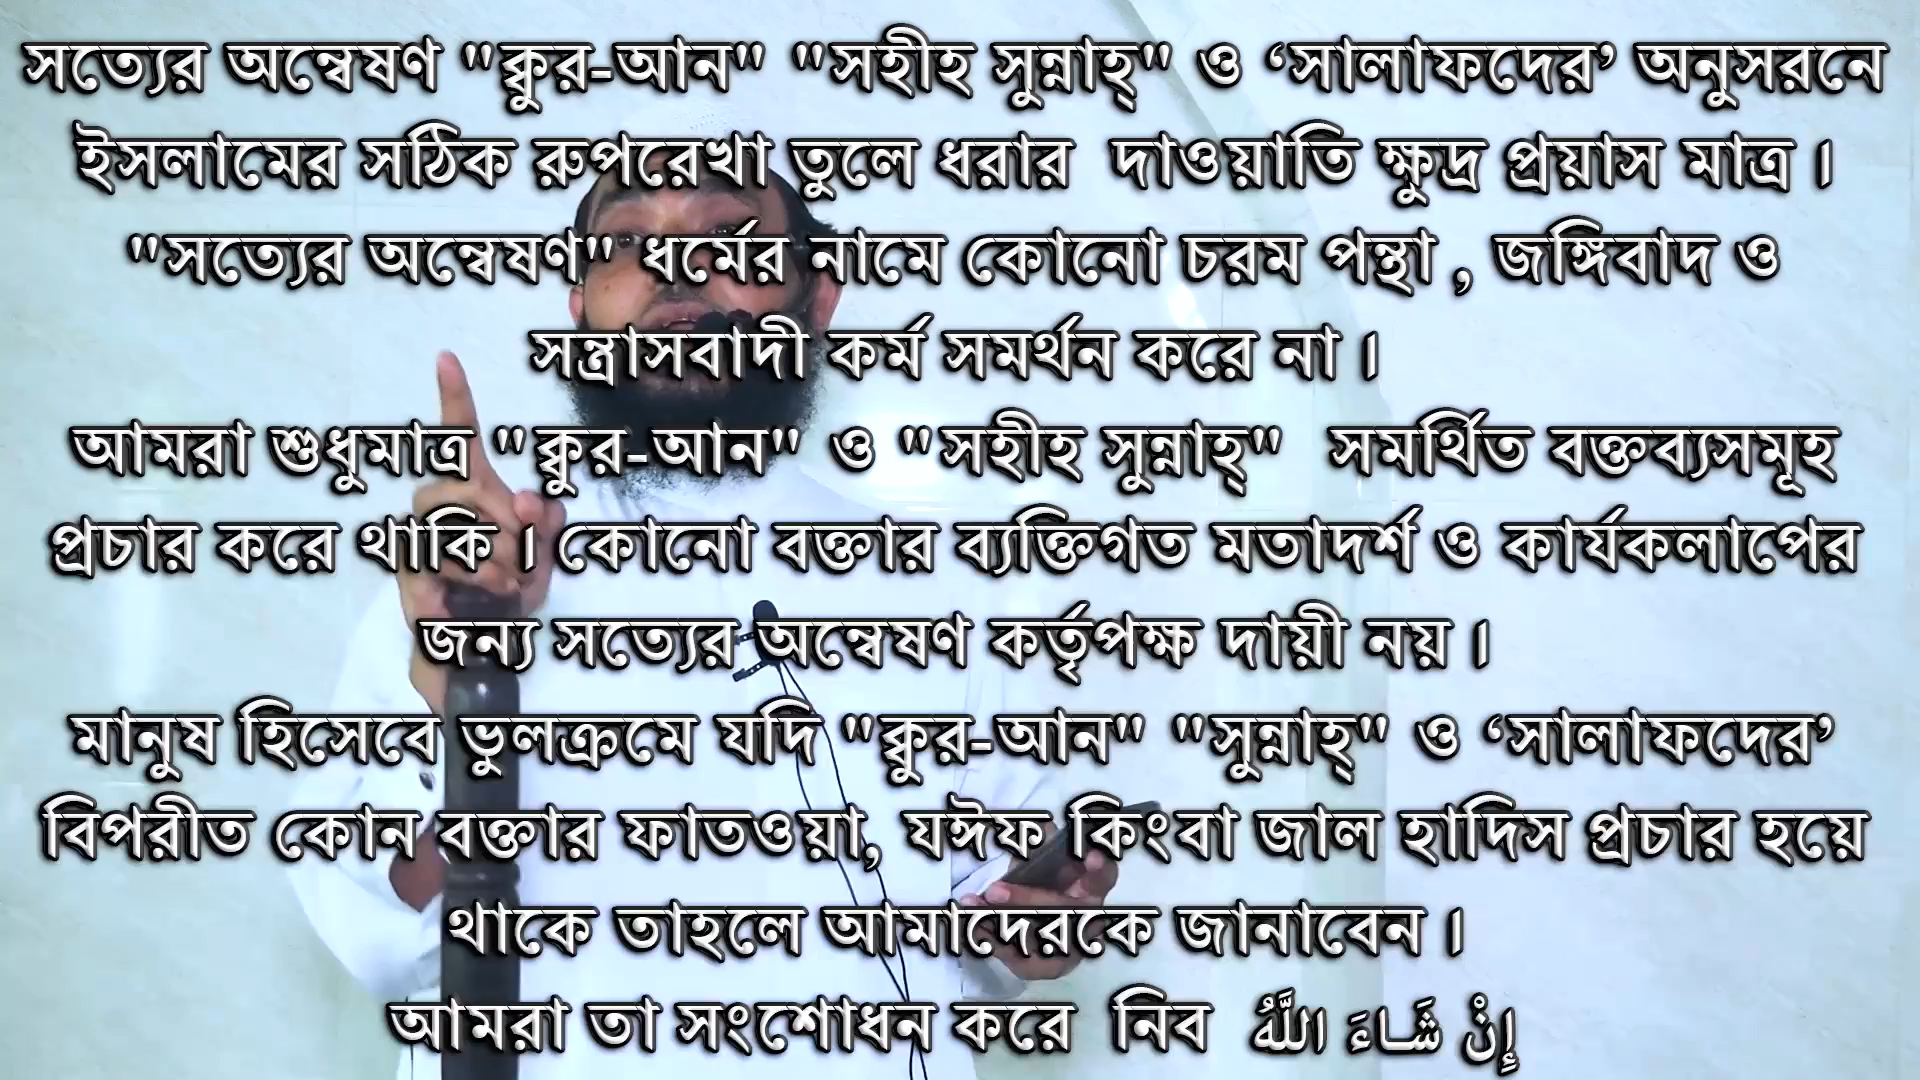 সত্যের অন্বেষণ "ক্বুর-আন" "সহীহ সুন্নাহ্" ও ‘সালাফদের’ অনুসরনে
ইসলামের সঠিক রুপরেখা তুলে ধরার দাওয়াতি ক্ষুদ্র প্রয়াস মাত্র।
"সত্যের অন্বেষণ" ধর্মের নামে কোনো চরম পন্থা , জঙ্গিবাদ ও
সন্ত্রাসবাদী কর্ম সমর্থন করে না।
আমরা শুধুমাত্র "ক্বুর-আন" ও "সহীহ সুন্নাহ্" সমর্থিত বক্তব্যসমূহ
প্রচার করে থাকি। কোনো বক্তার ব্যক্তিগত মতাদর্শ ও কার্যকলাপের
জন্য সত্যের অন্বেষণ কর্তৃপক্ষ দায়ী নয়।
মানুষ হিসেবে ভুলক্রমে যদি "ক্বুর-আন" "সুন্নাহ্" ও ‘সালাফদের’
বিপরীত কোন বক্তার ফাতওয়া, যঈফ কিংবা জাল হাদিস প্রচার হয়ে
থাকে তাহলে আমাদেরকে জানাবেন।
আমরা তা সংশোধন করে নিব إِنْ شَاءَ اللَّهُ